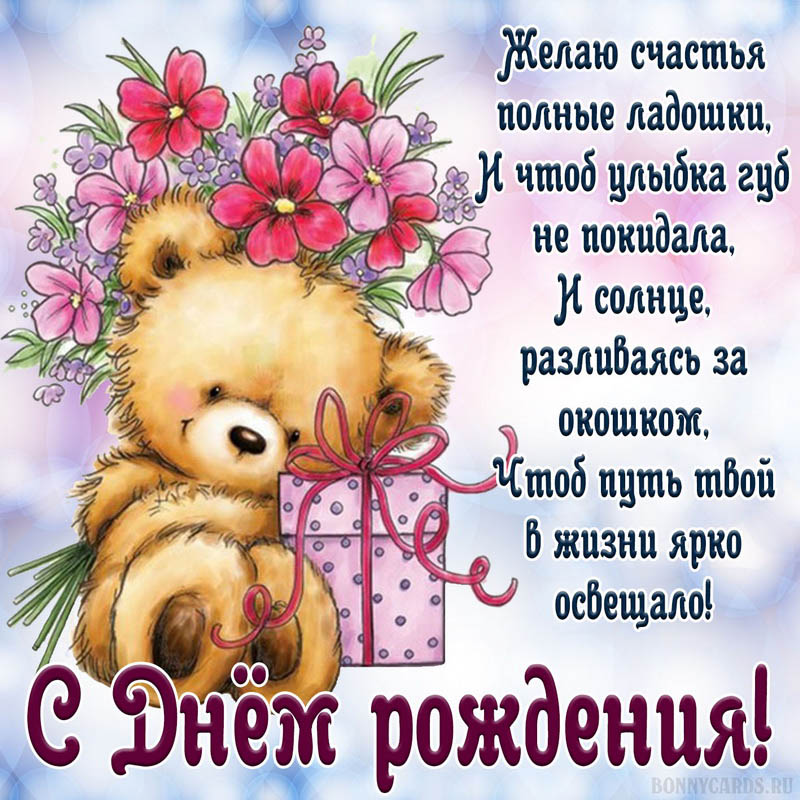 Желаю счастья
полные ладошки,
И чтоб улыбка губ
не покидала,
И солнце,
разливаясь за
окошком,
Чтоб путь твой
в жизни ярко
освещало!
С Днём рождения!
BONNYCARDS.RU